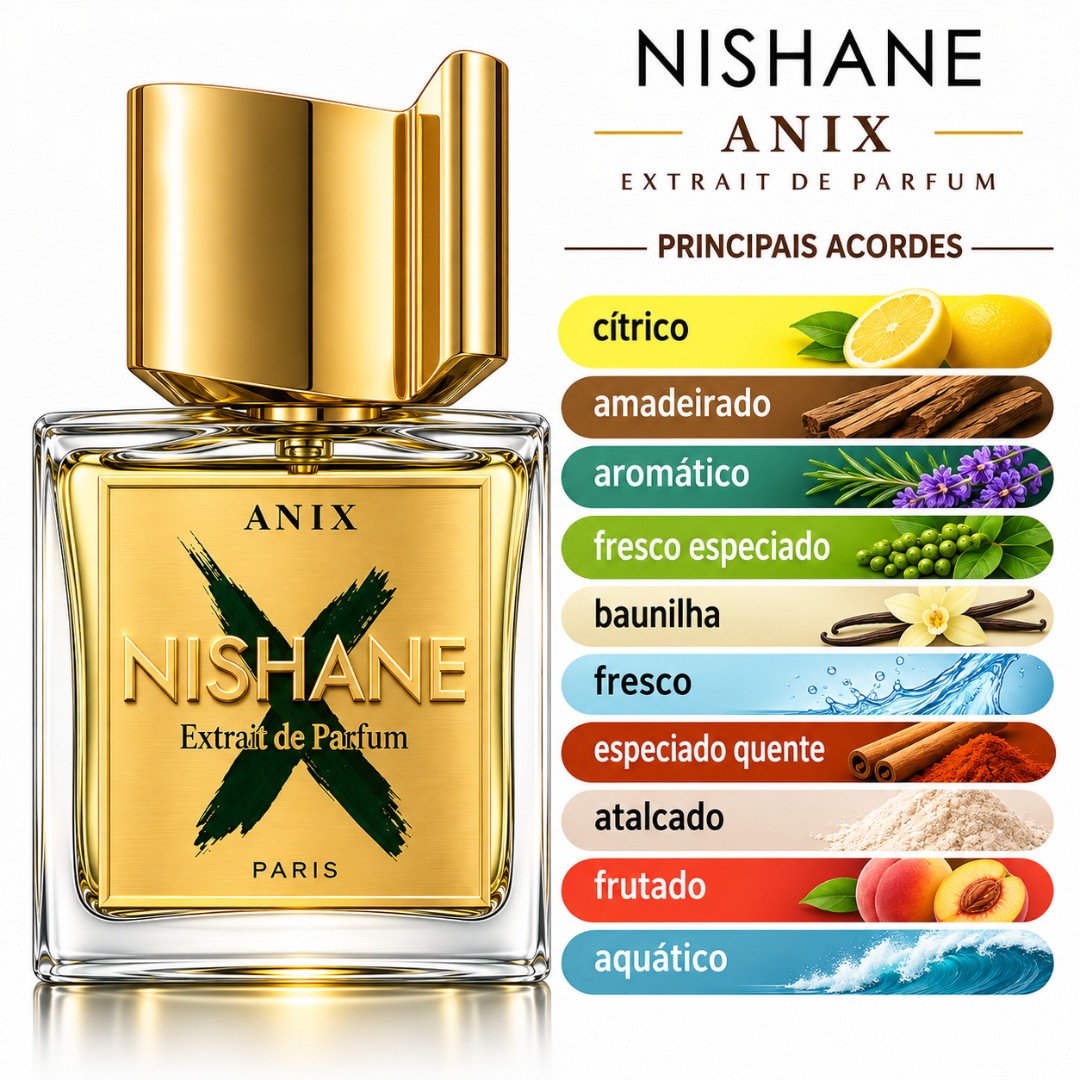 NISHANE
ANIX
EXTRAIT DE PARFUM
PRINCIPAIS ACORDES
cítrico
amadeirado
aromático
fresco especiado
baunilha
fresco
especiado quente
atalcado
frutado
aquático
ANIX
NISHANE
Extrait de Parfum
PARIS